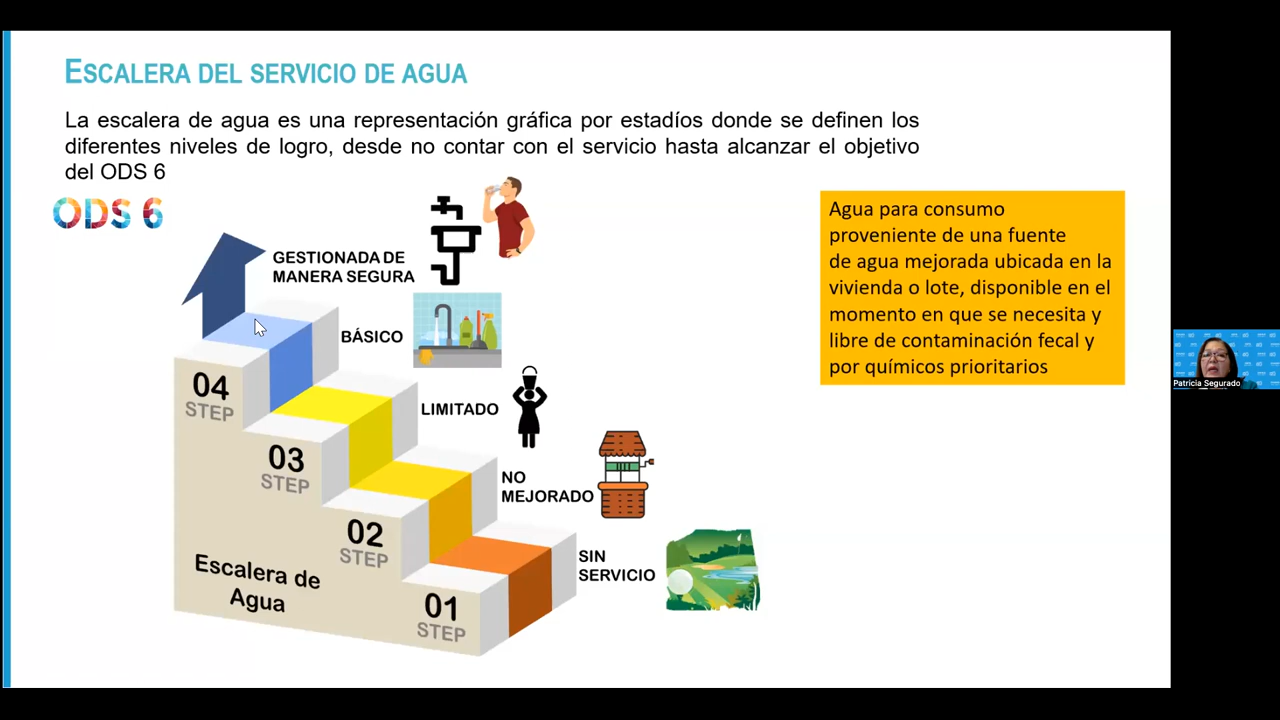 ESCALERA DEL SERVICIO DE AGUA
La escalera de agua es una representación gráfica por estadíos donde se definen los
diferentes niveles de logro, desde no contar con el servicio hasta alcanzar el objetivo
del ODS 6
ODS 6
GESTIONADA DE
MANERA SEGURA
BÁSICO
LIMITADO
NO
MEJORADO
SIN
SERVICIO
04
STEP
03
STEP
02
STEP
01
STEP
Escalera de
Agua
Agua para consumo
proveniente de una fuente
de agua mejorada ubicada en la
vivienda o lote, disponible en el
momento en que se necesita y
libre de contaminación fecal y
por químicos prioritarios
Patricia Segurado